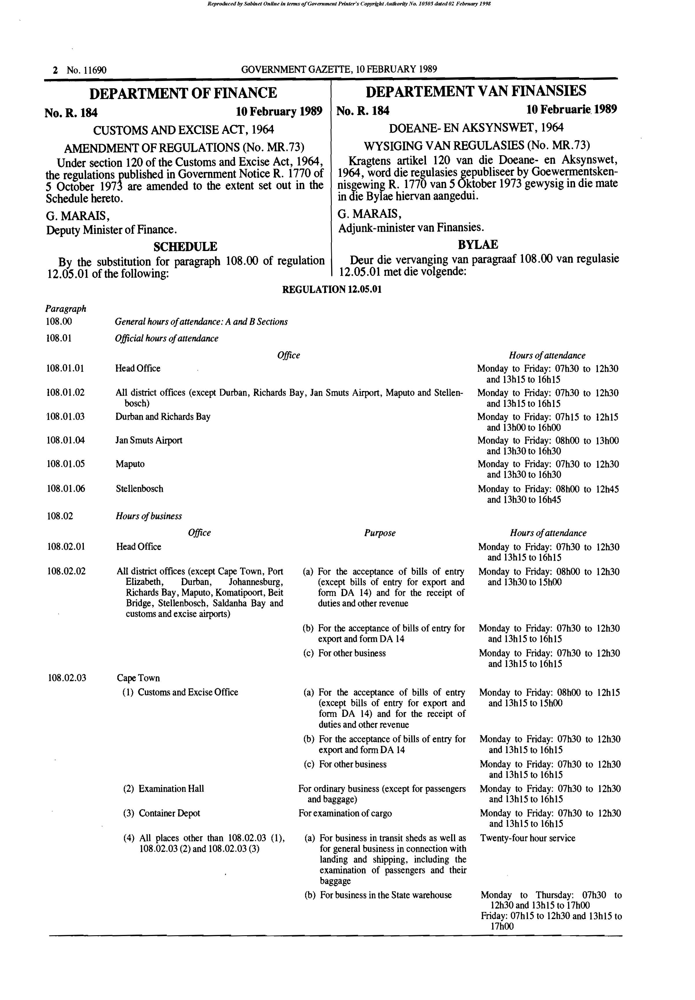 Reproduced by Sabinet Online in terms of Government Printer's Copyright Authority No. 10505 dated 02 February 1998
2 No. 11690 GOVERNMENT GAZETTE, 10 FEBRUARY 1989
DEPARTMENT OF FINANCE
No. R. 184 10 February 1989
CUSTOMS AND EXCISE ACT, 1964
AMENDMENT OF REGULATIONS (No. MR.73)
Under section 120 of the Customs and Excise Act, 1964,
the regulations published in Government Notice R. 1770 of
5 October 1973 are amended to the extent set out in the
Schedule hereto.
G. MARAIS,
Deputy Minister of Finance.
SCHEDULE
By the substitution for paragraph 108.00 of regulation
12.05.01 of the following:
DEPARTEMENT VAN FINANSIES
No. R. 184 10 Februarie 1989
DOEANE- EN AKSYNSWET, 1964
WYSIGING VAN REGULASIES (No. MR.73)
Kragtens artikel 120 van die Doeane- en Aksynswet,
1964, word die regulasies gepubliseer by Goewermentsken-
nisgewing R. 1770 van 5 Oktober 1973 gewysig in die mate
in die Bylae hiervan aangedui.
G. MARAIS,
Adjunk-minister van Finansies.
BYLAE
Deur die vervanging van paragraaf 108.00 van regulasie
12.05.01 met die volgende:
REGULATION 12.05.01
Paragraph
108.00 General hours of attendance: A and B Sections
108.01 Official hours of attendance
Office Hours of attendance
108.01.01 Head Office Monday to Friday: 07h30 to 12h30
and 13h15 to 16h15
108.01.02 All district offices (except Durban, Richards Bay, Jan Smuts Airport, Maputo and Stellen- Monday to Friday: 07h30 to 12h30
bosch) and 13h15 to 16h15
108.01.03 Durban and Richards Bay Monday to Friday: 07h15 to 12h15
and 13h00 to 16h00
108.01.04 Jan Smuts Airport Monday to Friday: 08h00 to 13h00
and 13h30 to 16h30
108.01.05 Maputo Monday to Friday: 07h30 to 12h30
and 13h30 to 16h30
108.01.06 Stellenbosch Monday to Friday: 08h00 to 12h45
and 13h30 to 16h45
108.02 Hours of business
Office Purpose Hours of attendance
108.02.01 Head Office Monday to Friday: 07h30 to 12h30
and 13h15 to 16h15
108.02.02 All district offices (except Cape Town, Port (a) For the acceptance of bills of entry Monday to Friday: 08h00 to 12h30
Elizabeth, Durban, Johannesburg, (except bills of entry for export and and 13h30 to 15h00
Richards Bay, Maputo, Komatipoort, Beit form DA 14) and for the receipt of
Bridge, Stellenbosch, Saldanha Bay and duties and other revenue
customs and excise airports)
(b) For the acceptance of bills of entry for Monday to Friday: 07h30 to 12h30
export and form DA 14 and 13h15 to 16h15
(c) For other business Monday to Friday: 07h30 to 12h30
and 13h15 to 16h15
108.02.03 Cape Town
(1) Customs and Excise Office (a) For the acceptance of bills of entry Monday to Friday: 08h00 to 12h15
(except bills of entry for export and and 13h15 to 15h00
form DA 14) and for the receipt of
duties and other revenue
(b) For the acceptance of bills of entry for Monday to Friday: 07h30 to 12h30
export and form DA 14 and 13h15 to 16h15
(c) For other business Monday to Friday: 07h30 to 12h30
and 13h15 to 16h15
(2) Examination Hall For ordinary business (except for passengers Monday to Friday: 07h30 to 12h30
and baggage) and 13h15 to 16h15
(3) Container Depot For examination of cargo Monday to Friday: 07h30 to 12h30
and 13h15 to 16h15
(4) All places other than 108.02.03 (1), (a) For business in transit sheds as well as Twenty-four hour service
108.02.03 (2) and 108.02.03 (3) for general business in connection with
landing and shipping, including the
examination of passengers and their
baggage
(b) For business in the State warehouse Monday to Thursday: 07h30 to
12h30 and 13h15 to 17h00
Friday: 07h15 to 12h30 and 13h15 to
17h00